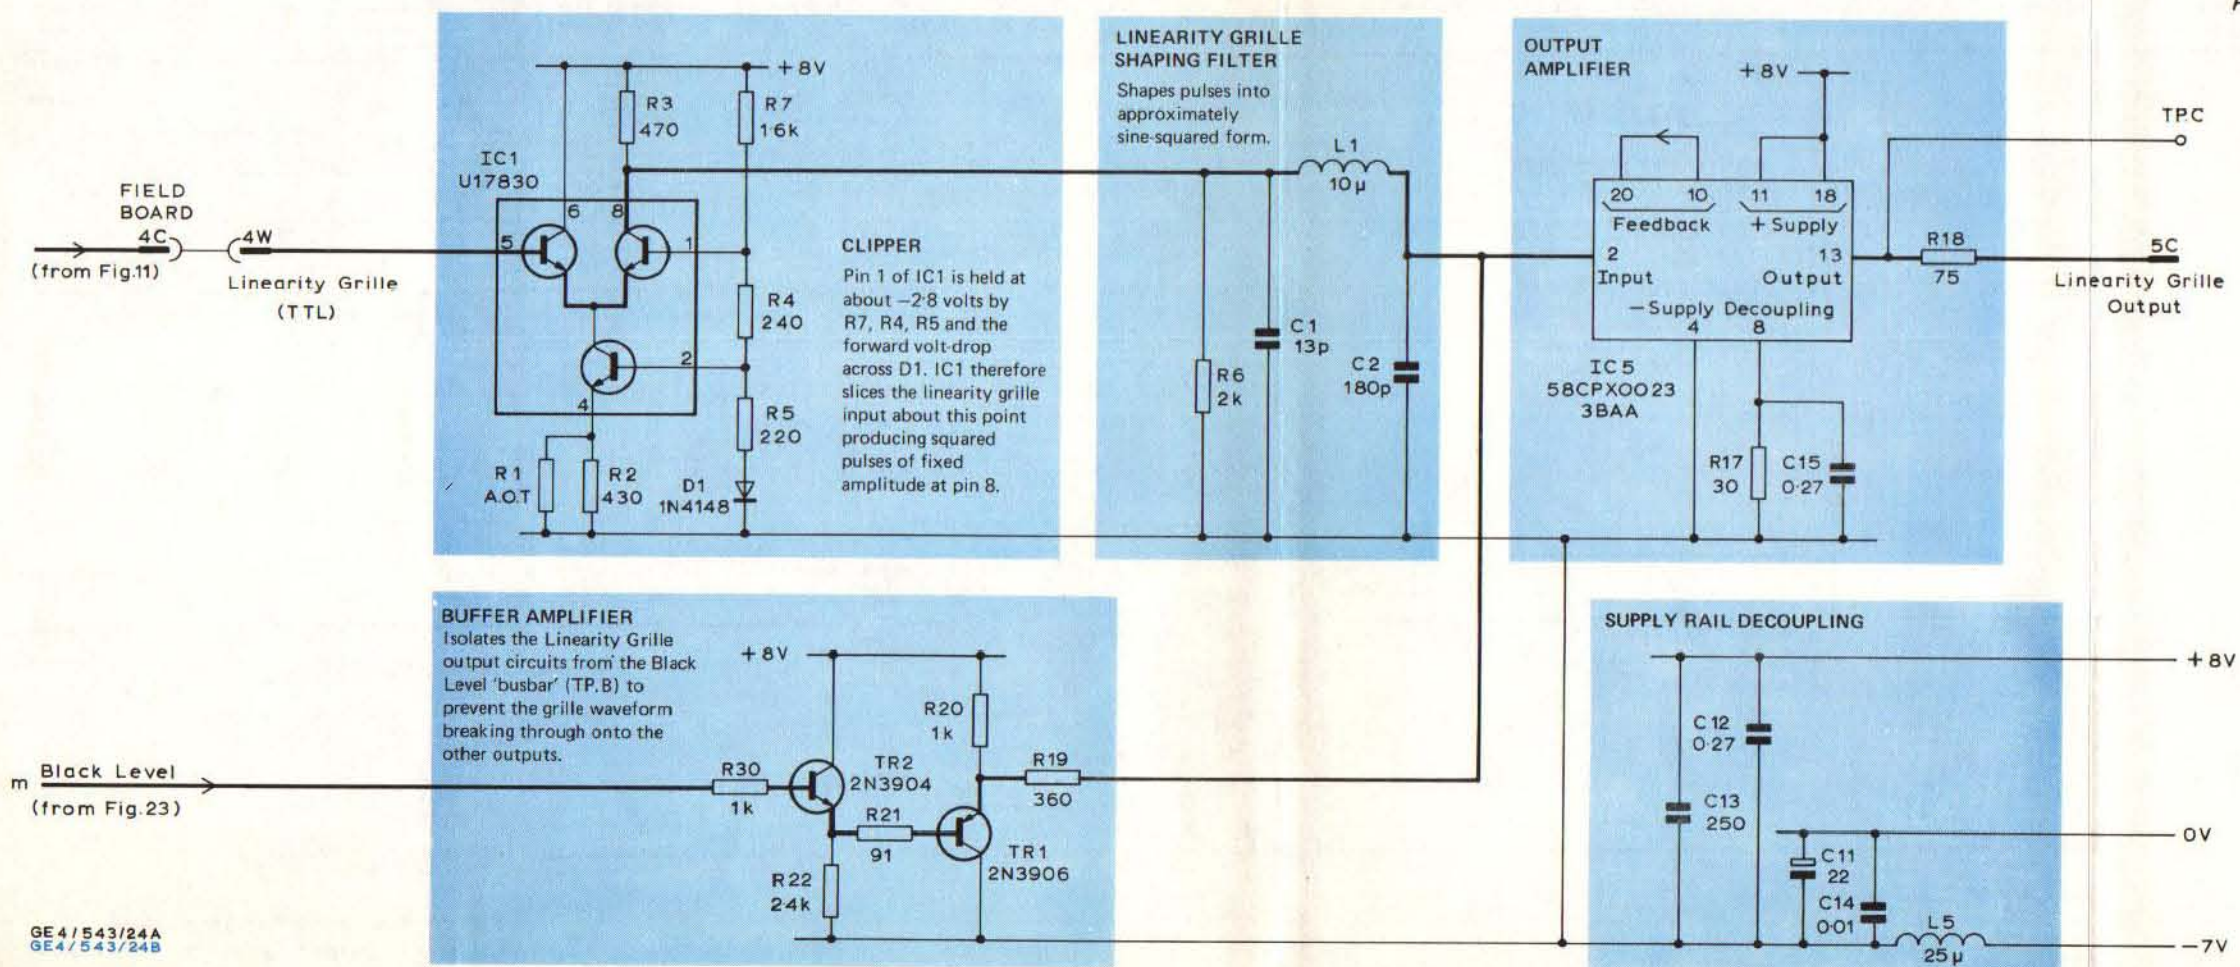 FIELD
BOARD
4C
4W
(from Fig.11)
Linearity Grille
(TTL)
+8V
R3
470
R7
1·6k
IC1
U17830
6
8
5
1
2
4
R4
240
R5
220
R1
A.O.T
R2
430
D1
1N4148
CLIPPER
Pin 1 of IC1 is held at
about −2·8 volts by
R7, R4, R5 and the
forward volt-drop
across D1. IC1 therefore
slices the linearity grille
input about this point
producing squared
pulses of fixed
amplitude at pin 8.
LINEARITY GRILLE
SHAPING FILTER
Shapes pulses into
approximately
sine-squared form.
L1
10µ
C1
13p
R6
2k
C2
180p
OUTPUT
AMPLIFIER
+8V
20 10 11 18
Feedback + Supply
2 13
Input Output
−Supply Decoupling
4 8
IC5
58CPX0023
3BAA
R17
30
C15
0·27
R18
75
TP.C
5C
Linearity Grille
Output
BUFFER AMPLIFIER
Isolates the Linearity Grille
output circuits from the Black
Level 'busbar' (TP.B) to
prevent the grille waveform
breaking through onto the
other outputs.
+8V
R20
1k
m Black Level
(from Fig.23)
R30
1k
TR2
2N3904
R21
91
R19
360
TR1
2N3906
R22
2·4k
SUPPLY RAIL DECOUPLING
+8V
C12
0·27
C13
250
0V
C11
22
C14
0·01
L5
25µ
−7V
GE4/543/24A
GE4/543/24B